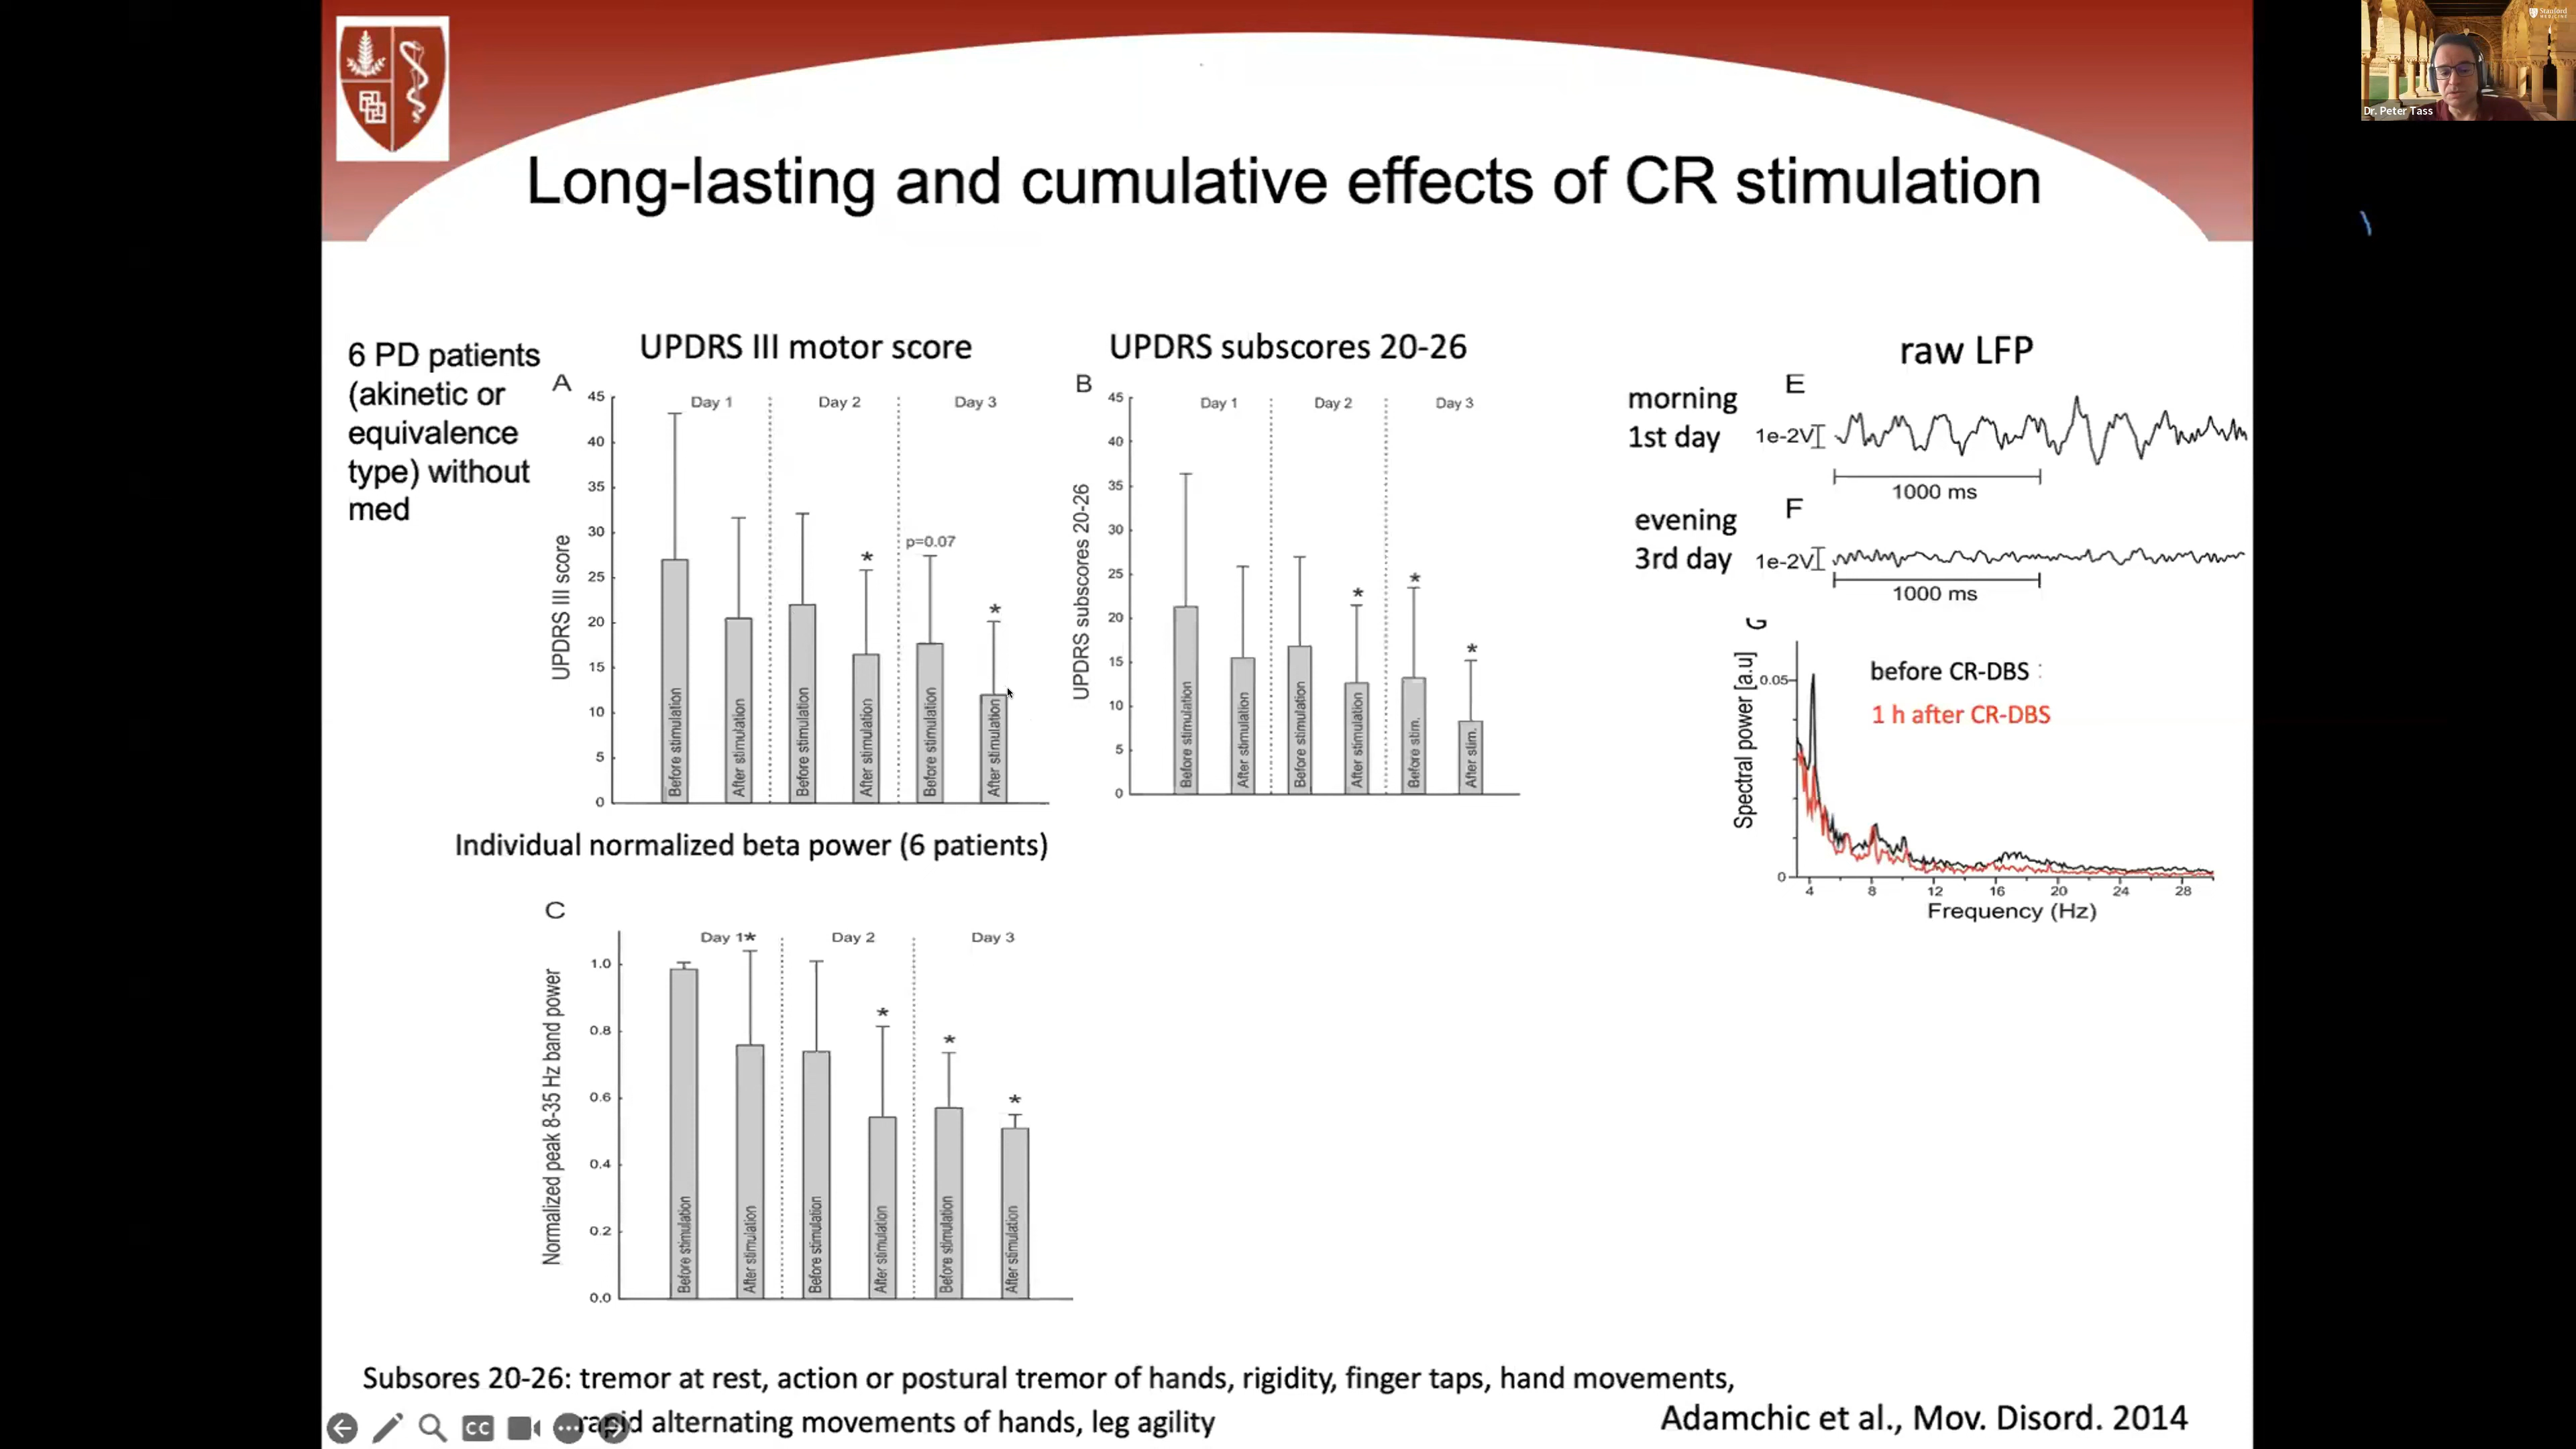 Long-lasting and cumulative effects of CR stimulation
6 PD patients
(akinetic or
equivalence
type) without
med
UPDRS III motor score
A
UPDRS III score
45
40
35
30
25
20
15
10
5
0
Day 1
Day 2
Day 3
*
p=0.07
*
Before stimulation
After stimulation
Before stimulation
After stimulation
Before stimulation
After stimulation
UPDRS subscores 20-26
B
UPDRS subscores 20-26
45
40
35
30
25
20
15
10
5
0
Day 1
Day 2
Day 3
*
*
*
Before stimulation
After stimulation
Before stimulation
After stimulation
Before stim.
After stim.
raw LFP
morning
1st day
E
1e-2V
1000 ms
evening
3rd day
F
1e-2V
1000 ms
G
Spectral power [a.u]
0.05
0
before CR-DBS :
1 h after CR-DBS
4
8
12
16
20
24
28
Frequency (Hz)
Individual normalized beta power (6 patients)
C
Normalized peak 8-35 Hz band power
1.0
0.8
0.6
0.4
0.2
0.0
Day 1*
Day 2
Day 3
*
*
*
Before stimulation
After stimulation
Before stimulation
After stimulation
Before stimulation
After stimulation
Subsores 20-26: tremor at rest, action or postural tremor of hands, rigidity, finger taps, hand movements,
rapid alternating movements of hands, leg agility
Adamchic et al., Mov. Disord. 2014
CC
Dr. Peter Tass
Stanford
MEDICINE